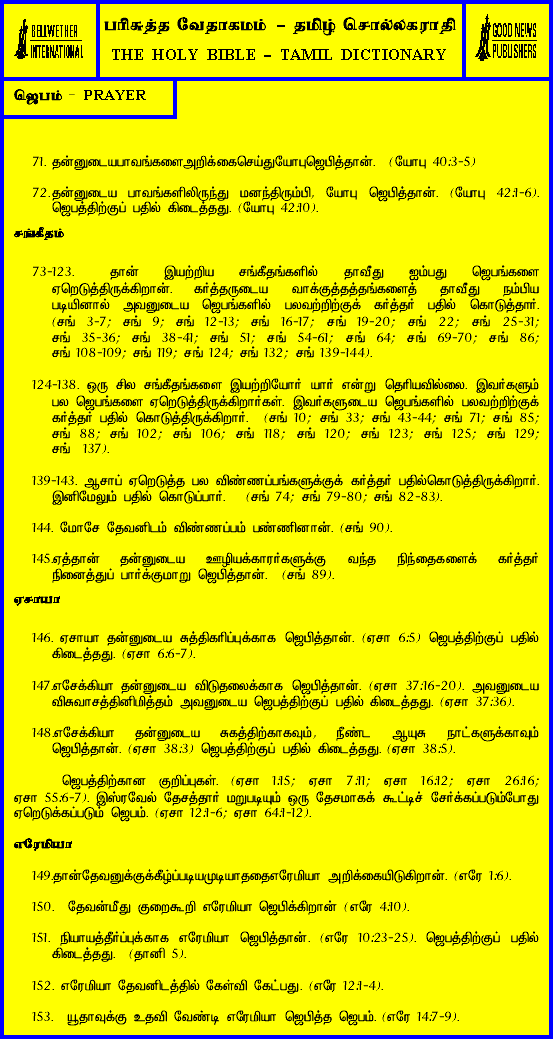 BELLWETHER
INTERNATIONAL
பரிசுத்த வேதாகமம் – தமிழ் சொல்லகராதி
THE HOLY BIBLE – TAMIL DICTIONARY
GOOD NEWS
PUBLISHERS
ஜெபம் - PRAYER
71. தன்னுடையபாவங்களைஅறிக்கைசெய்துயோபுஜெபித்தான். (யோபு 40:3-5)
72.தன்னுடைய பாவங்களிலிருந்து மனந்திரும்பி, யோபு ஜெபித்தான். (யோபு 42:1-6).
ஜெபத்திற்குப் பதில் கிடைத்தது. (யோபு 42:10).
சங்கீதம்
73-123. தான் இயற்றிய சங்கீதங்களில் தாவீது ஐம்பது ஜெபங்களை
ஏறெடுத்திருக்கிறான். கர்த்தருடைய வாக்குத்தத்தங்களைத் தாவீது நம்பிய
படியினால் அவனுடைய ஜெபங்களில் பலவற்றிற்குக் கர்த்தர் பதில் கொடுத்தார்.
(சங் 3-7; சங் 9; சங் 12-13; சங் 16-17; சங் 19-20; சங் 22; சங் 25-31;
சங் 35-36; சங் 38-41; சங் 51; சங் 54-61; சங் 64; சங் 69-70; சங் 86;
சங் 108-109; சங் 119; சங் 124; சங் 132; சங் 139-144).
124-138. ஒரு சில சங்கீதங்களை இயற்றியோர் யார் என்று தெரியவில்லை. இவர்களும்
பல ஜெபங்களை ஏறெடுத்திருக்கிறார்கள். இவர்களுடைய ஜெபங்களில் பலவற்றிற்குக்
கர்த்தர் பதில் கொடுத்திருக்கிறார். (சங் 10; சங் 33; சங் 43-44; சங் 71; சங் 85;
சங் 88; சங் 102; சங் 106; சங் 118; சங் 120; சங் 123; சங் 125; சங் 129;
சங் 137).
139-143. ஆசாப் ஏறெடுத்த பல விண்ணப்பங்களுக்குக் கர்த்தர் பதில்கொடுத்திருக்கிறார்.
இனிமேலும் பதில் கொடுப்பார். (சங் 74; சங் 79-80; சங் 82-83).
144. மோசே தேவனிடம் விண்ணப்பம் பண்ணினான். (சங் 90).
145.ஏத்தான் தன்னுடைய ஊழியக்காரர்களுக்கு வந்த நிந்தைகளைக் கர்த்தர்
நினைத்துப் பார்க்குமாறு ஜெபித்தான். (சங் 89).
ஏசாயா
146. ஏசாயா தன்னுடைய சுத்திகரிப்புக்காக ஜெபித்தான். (ஏசா 6:5) ஜெபத்திற்குப் பதில்
கிடைத்தது. (ஏசா 6:6-7).
147.எசேக்கியா தன்னுடைய விடுதலைக்காக ஜெபித்தான். (ஏசா 37:16-20). அவனுடைய
விசுவாசத்தினிமித்தம் அவனுடைய ஜெபத்திற்குப் பதில் கிடைத்தது. (ஏசா 37:36).
148.எசேக்கியா தன்னுடைய சுகத்திற்காகவும், நீண்ட ஆயுசு நாட்களுக்காவும்
ஜெபித்தான். (ஏசா 38:3) ஜெபத்திற்குப் பதில் கிடைத்தது. (ஏசா 38:5).
ஜெபத்திற்கான குறிப்புகள். (ஏசா 1:15; ஏசா 7:11; ஏசா 16:12; ஏசா 26:16;
ஏசா 55:6-7). இஸ்ரவேல் தேசத்தார் மறுபடியும் ஒரு தேசமாகக் கூட்டிச் சேர்க்கப்படும்போது
ஏறெடுக்கப்படும் ஜெபம். (ஏசா 12:1-6; ஏசா 64:1-12).
எரேமியா
149.தான்தேவனுக்குக்கீழ்ப்படியமுடியாததைஎரேமியா அறிக்கையிடுகிறான். (எரே 1:6).
150. தேவன்மீது குறைகூறி எரேமியா ஜெபிக்கிறான் (எரே 4:10).
151. நியாயத்தீர்ப்புக்காக எரேமியா ஜெபித்தான். (எரே 10:23-25). ஜெபத்திற்குப் பதில்
கிடைத்தது. (தானி 5).
152. எரேமியா தேவனிடத்தில் கேள்வி கேட்பது. (எரே 12:1-4).
153. யூதாவுக்கு உதவி வேண்டி எரேமியா ஜெபித்த ஜெபம். (எரே 14:7-9).